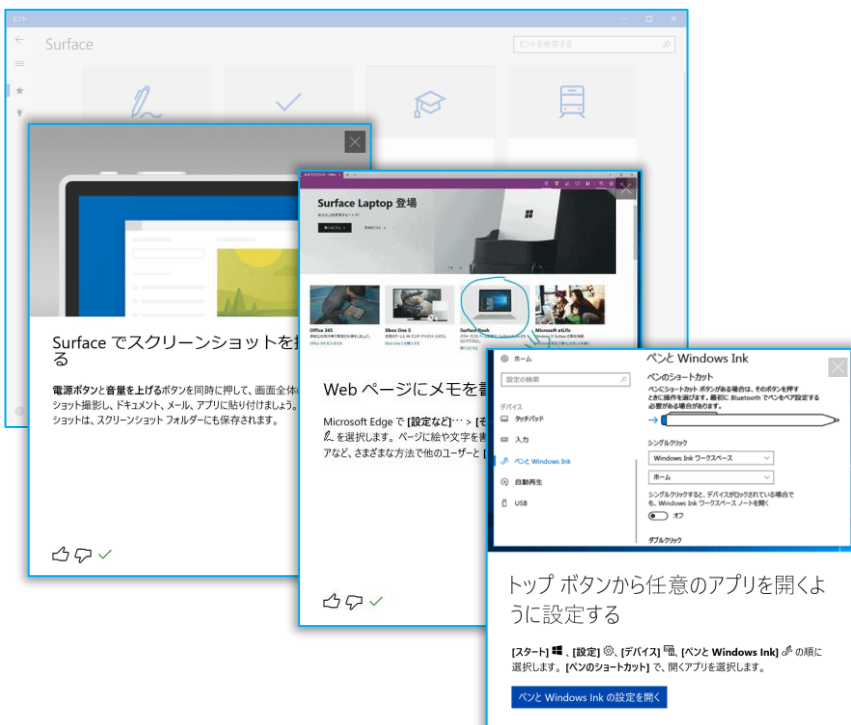 ヒント
Surface
ヒントを検索する
Surface でスクリーンショットを
る
電源ボタンと音量を上げるボタンを同時に押して、画面全体
ショット撮影し、ドキュメント、メール、アプリに貼り付けましょう。
ショットは、スクリーンショット フォルダーにも保存されます。
Surface Laptop 登場
Office 365
Xbox One S
Surface Book
Microsoft atLife
Web ページにメモを
Microsoft Edge で [設定など]··· > [そ
を選択します。ページに絵や文字を書
アなど、さまざまな方法で他のユーザーと [
ホーム
設定の検索
デバイス
タッチパッド
入力
ペンと Windows Ink
自動再生
USB
ペンと Windows Ink
ペンのショートカット
ペンにショートカット ボタンがある場合は、そのボタンを押す
ときに操作を選びます。最初に Bluetooth でペンをペア設定する
必要がある場合があります。
シングルクリック
Windows Ink ワークスペース
ホーム
シングルクリックすると、デバイスがロックされている場合で
も、Windows Ink ワークスペース ノートを開く
オフ
ダブルクリック
トップ ボタンから任意のアプリを開くよ
うに設定する
[スタート] 、[設定] 、[デバイス] 、[ペンと Windows Ink] の順に
選択します。[ペンのショートカット] で、開くアプリを選択します。
ペンと Windows Ink の設定を開く